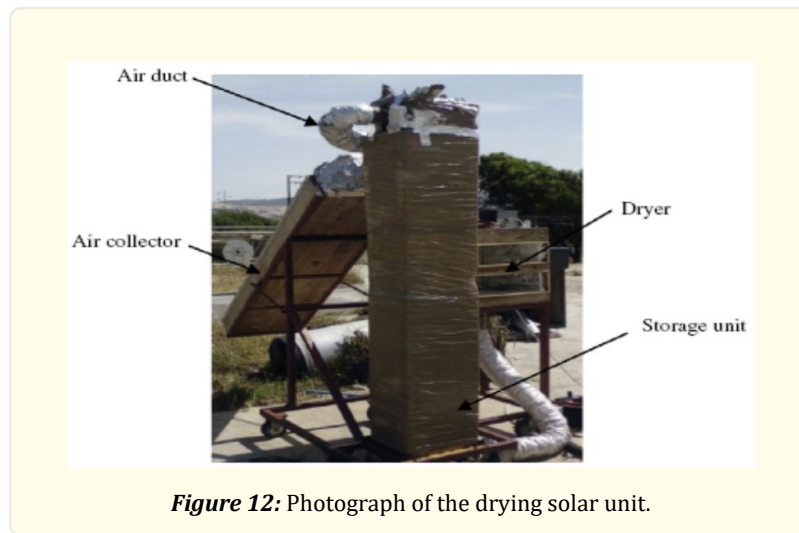 Air duct
Air collector
Dryer
Storage unit
Figure 12: Photograph of the drying solar unit.